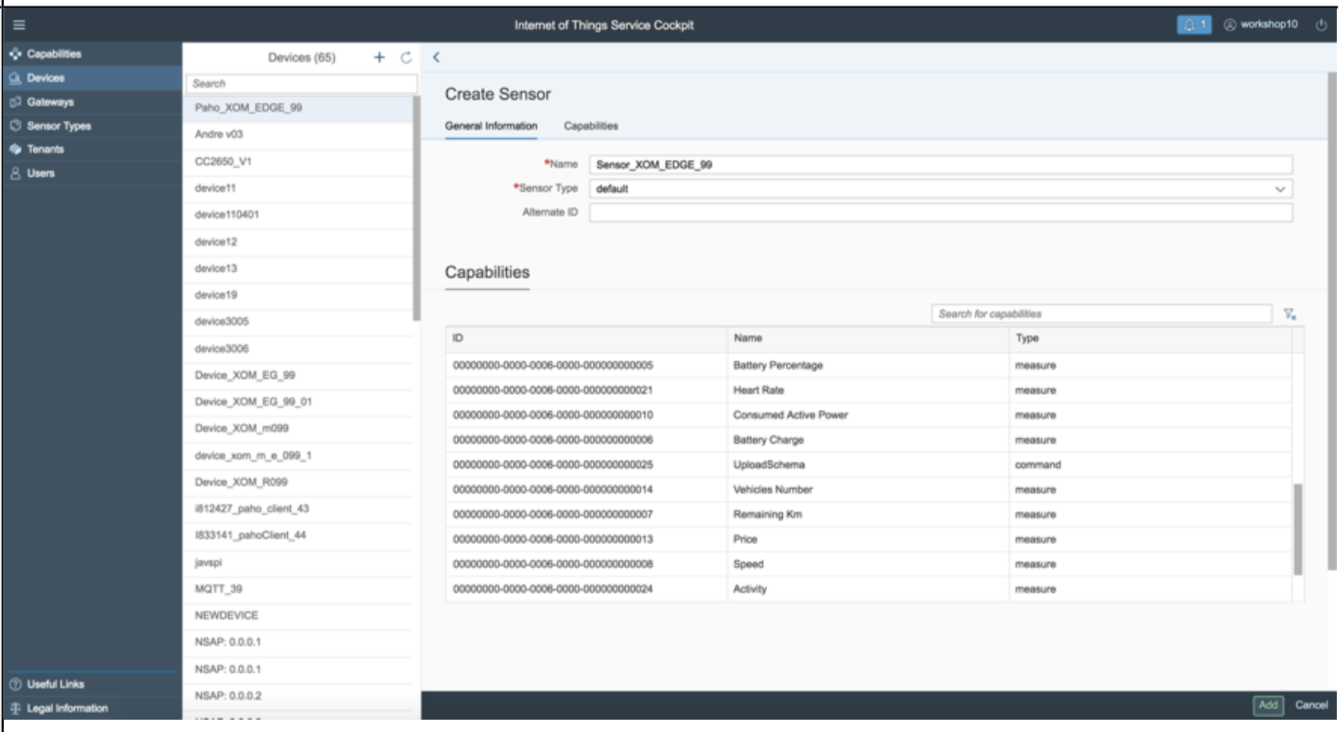 Internet of Things Service Cockpit
1 workshop10
Capabilities
Devices
Gateways
Sensor Types
Tenants
Users
Useful Links
Legal Information
Devices (65)
Search
Paho_XOM_EDGE_99
Andre v03
CC2650_V1
device11
device110401
device12
device13
device19
device3005
device3006
Device_XOM_EG_99
Device_XOM_EG_99_01
Device_XOM_m099
device_xom_m_e_099_1
Device_XOM_R099
i812427_paho_client_43
I833141_pahoClient_44
javspi
MQTT_39
NEWDEVICE
NSAP: 0.0.0.1
NSAP: 0.0.0.1
NSAP: 0.0.0.2
Create Sensor
General Information Capabilities
*Name Sensor_XOM_EDGE_99
*Sensor Type default
Alternate ID
Capabilities
Search for capabilities
ID Name Type
00000000-0000-0006-0000-000000000005 Battery Percentage measure
00000000-0000-0006-0000-000000000021 Heart Rate measure
00000000-0000-0006-0000-000000000010 Consumed Active Power measure
00000000-0000-0006-0000-000000000006 Battery Charge measure
00000000-0000-0006-0000-000000000025 UploadSchema command
00000000-0000-0006-0000-000000000014 Vehicles Number measure
00000000-0000-0006-0000-000000000007 Remaining Km measure
00000000-0000-0006-0000-000000000013 Price measure
00000000-0000-0006-0000-000000000008 Speed measure
00000000-0000-0006-0000-000000000024 Activity measure
Add Cancel